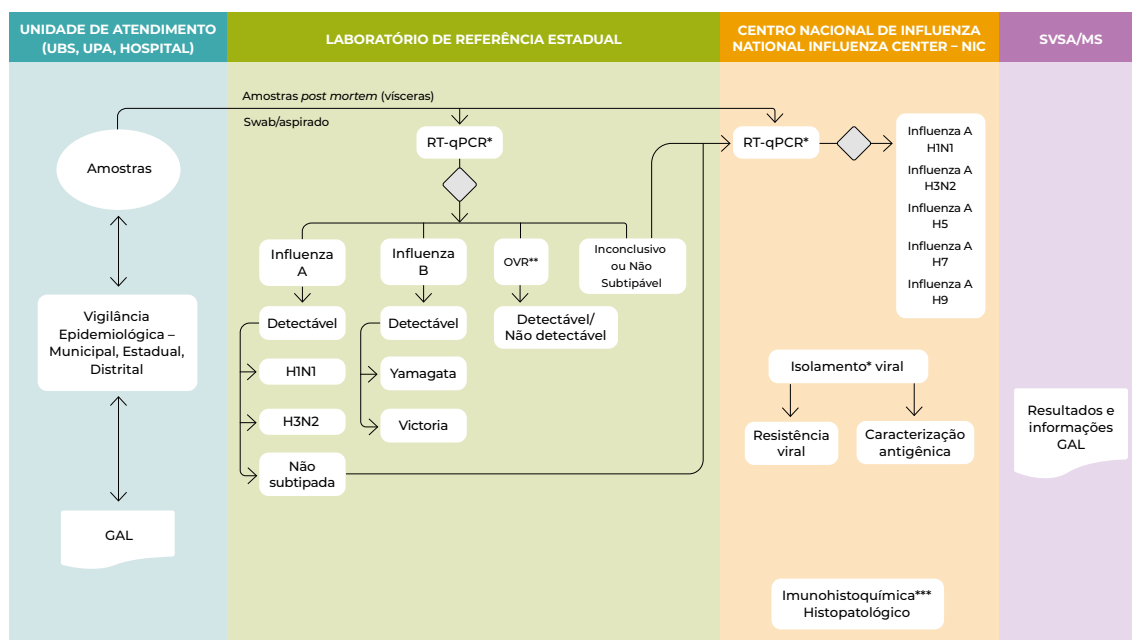 UNIDADE DE ATENDIMENTO
(UBS, UPA, HOSPITAL)
LABORATÓRIO DE REFERÊNCIA ESTADUAL
CENTRO NACIONAL DE INFLUENZA
NATIONAL INFLUENZA CENTER – NIC
SVSA/MS
Amostras post mortem (vísceras)
Swab/aspirado
Amostras
Vigilância
Epidemiológica –
Municipal, Estadual,
Distrital
GAL
RT-qPCR*
Influenza
A
Influenza
B
OVR**
Inconclusivo
ou Não
Subtipável
Detectável
Detectável
Detectável/
Não detectável
H1N1
Yamagata
H3N2
Victoria
Não
subtipada
RT-qPCR*
Influenza A
H1N1
Influenza A
H3N2
Influenza A
H5
Influenza A
H7
Influenza A
H9
Isolamento* viral
Resistência
viral
Caracterização
antigênica
Imunohistoquímica***
Histopatológico
Resultados e
informações
GAL